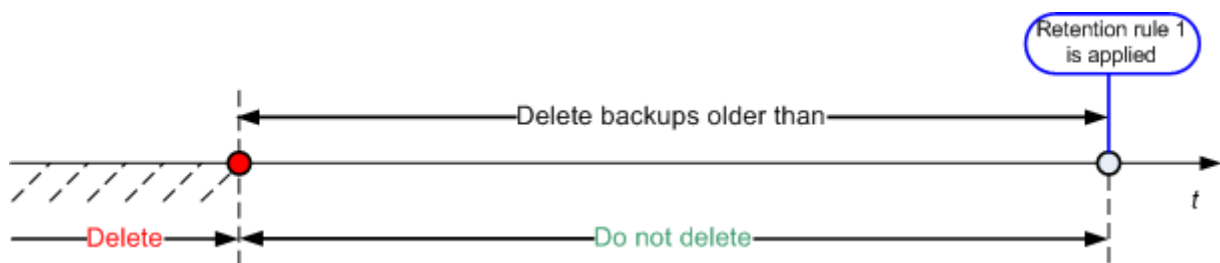 Retention rule 1
is applied
Delete backups older than
t
Delete
Do not delete